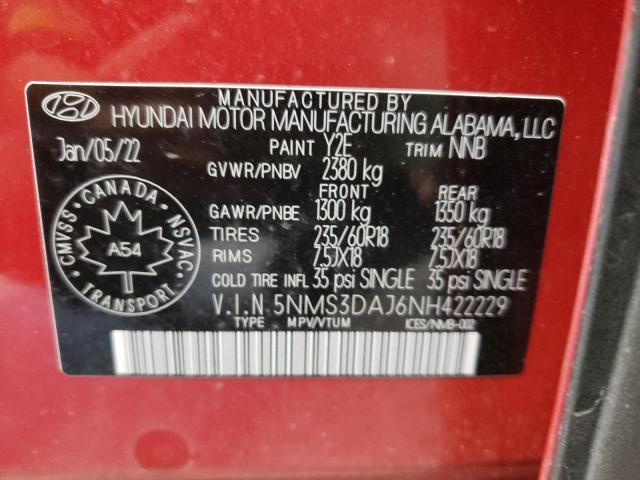 MANUFACTURED BY
HYUNDAI MOTOR MANUFACTURING ALABAMA, LLC
Jan/05/22 PAINT Y2E TRIM NNB
GVWR/PNBV 2380 kg
FRONT REAR
GAWR/PNBE 1300 kg 1350 kg
TIRES 235/60R18 235/60R18
RIMS 7.5JX18 7.5JX18
COLD TIRE INFL 35 psi SINGLE 35 psi SINGLE
V.I.N 5NMS3DAJ6NH422229
TYPE MPV/VTUM ICES/NMB-002
CMVSS · CANADA · NSVAC
A54
TRANSPORT